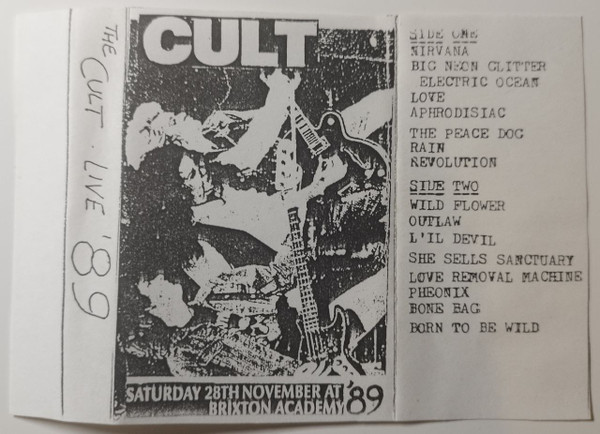 THE CULT · LIVE '89
CULT
SATURDAY 28TH NOVEMBER AT
BRIXTON ACADEMY '89
SIDE ONE
NIRVANA
BIG NEON GLITTER
ELECTRIC OCEAN
LOVE
APHRODISIAC
THE PEACE DOG
RAIN
REVOLUTION
SIDE TWO
WILD FLOWER
OUTLAW
L'IL DEVIL
SHE SELLS SANCTUARY
LOVE REMOVAL MACHINE
PHEONIX
BONE BAG
BORN TO BE WILD